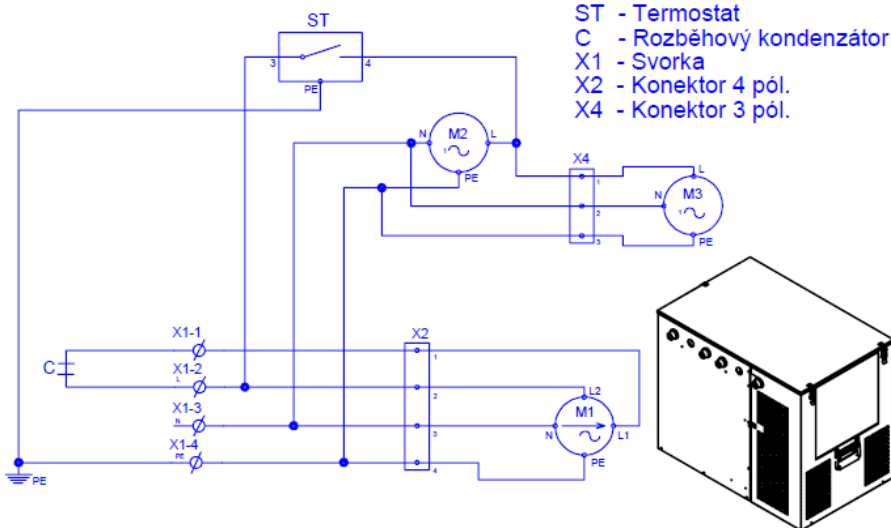 ST - Termostat
C - Rozběhový kondenzátor
X1 - Svorka
X2 - Konektor 4 pól.
X4 - Konektor 3 pól.
ST
3
4
PE
N
M2
1
L
PE
X4
1
2
3
L
N
M3
1
PE
X1-1
C
X1-2
L
X1-3
N
X1-4
PE
PE
X2
1
2
3
4
L2
M1
N
L1
PE